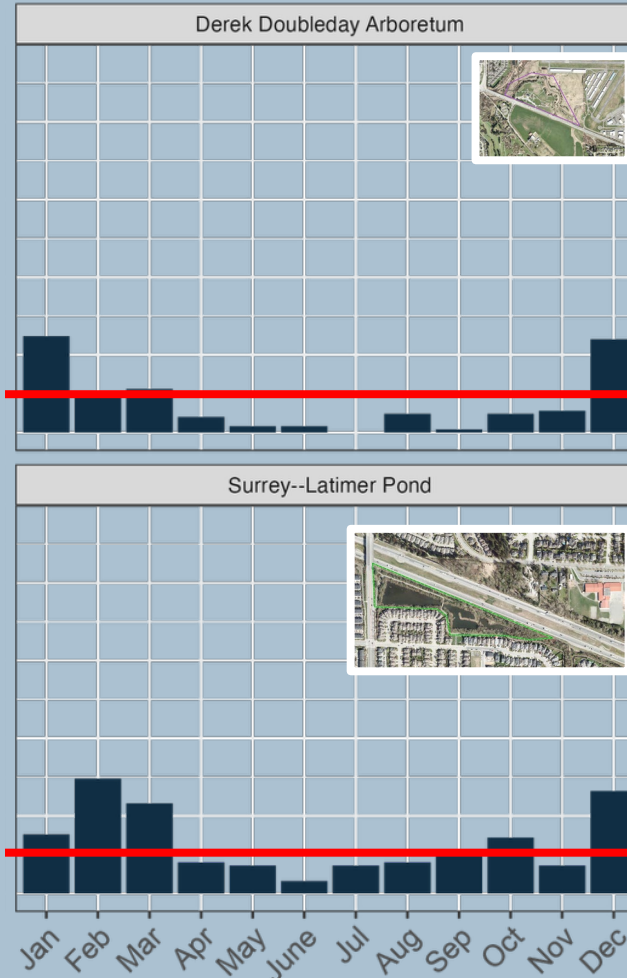 Derek Doubleday Arboretum
Surrey--Latimer Pond
Jan
Feb
Mar
Apr
May
June
Jul
Aug
Sep
Oct
Nov
Dec